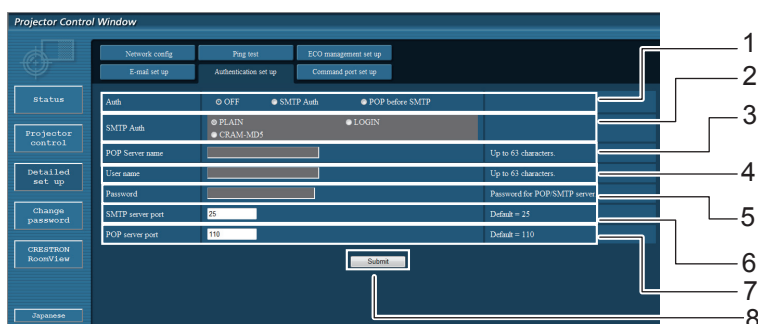 Projector Control Window
Network config Ping test ECO management set up
E-mail set up Authentication set up Command port set up
Status
Projector control
Detailed set up
Change password
CRESTRON RoomView
Japanese
Auth OFF SMTP Auth POP before SMTP
SMTP Auth PLAIN LOGIN
CRAM-MD5
POP Server name Up to 63 characters.
User name Up to 63 characters.
Password Password for POP/SMTP server
SMTP server port 25 Default = 25
POP server port 110 Default = 110
Submit
1
2
3
4
5
6
7
8